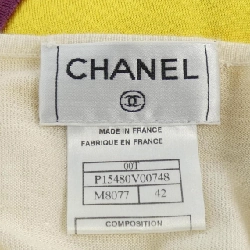 CHANEL
MADE IN FRANCE
FABRIQUE EN FRANCE
00T
P15480V00748
M8077 42
COMPOSITION